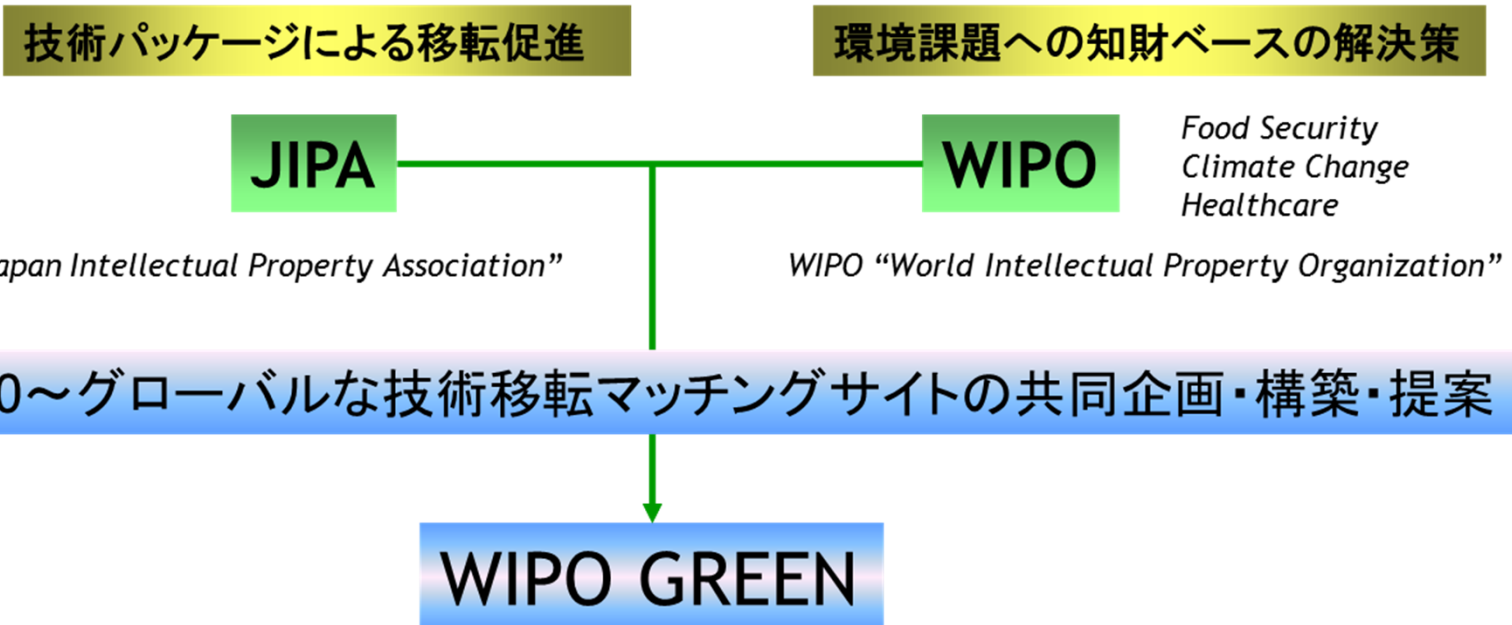 技術パッケージによる移転促進
環境課題への知財ベースの解決策
JIPA
WIPO
Food Security
Climate Change
Healthcare
apan Intellectual Property Association”
WIPO “World Intellectual Property Organization”
0～グローバルな技術移転マッチングサイトの共同企画・構築・提案
WIPO GREEN